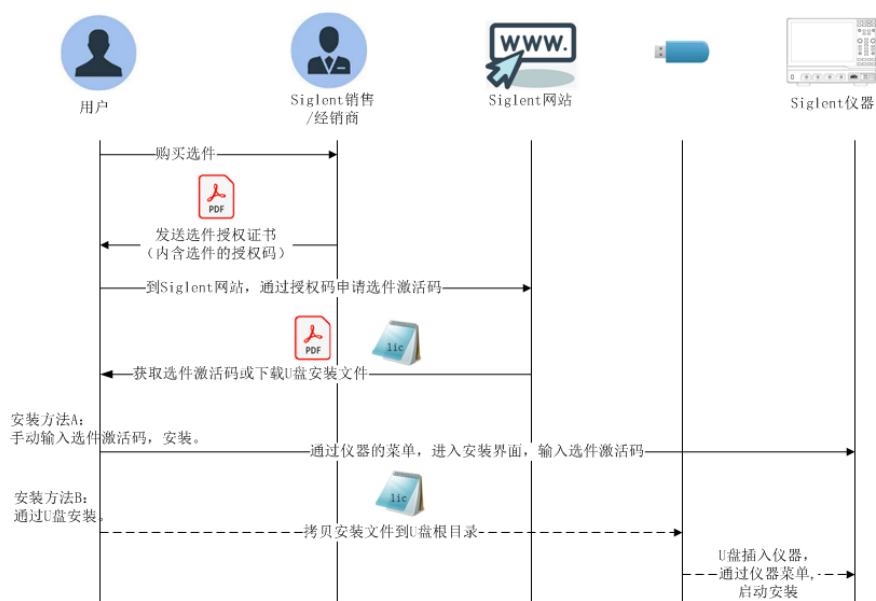 WWW.
用户
Siglent销售
/经销商
Siglent网站
Siglent仪器
购买选件
PDF
发送选件授权证书
（内含选件的授权码）
到Siglent网站，通过授权码申请选件激活码
PDF
lic
获取选件激活码或下载U盘安装文件
安装方法A：
手动输入选件激活码，安装。
通过仪器的菜单，进入安装界面，输入选件激活码
安装方法B：
通过U盘安装。
lic
拷贝安装文件到U盘根目录
U盘插入仪器，
通过仪器菜单，
启动安装